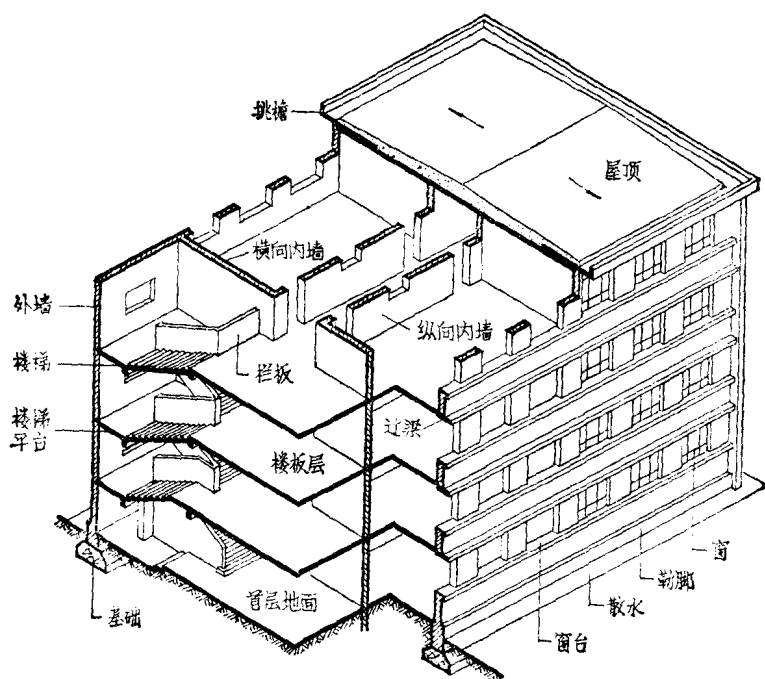 挑檐
屋顶
横向内墙
外墙
纵向内墙
楼梯
栏板
楼梯
平台
过梁
楼板层
窗
勒脚
首层地面
散水
基础
窗台